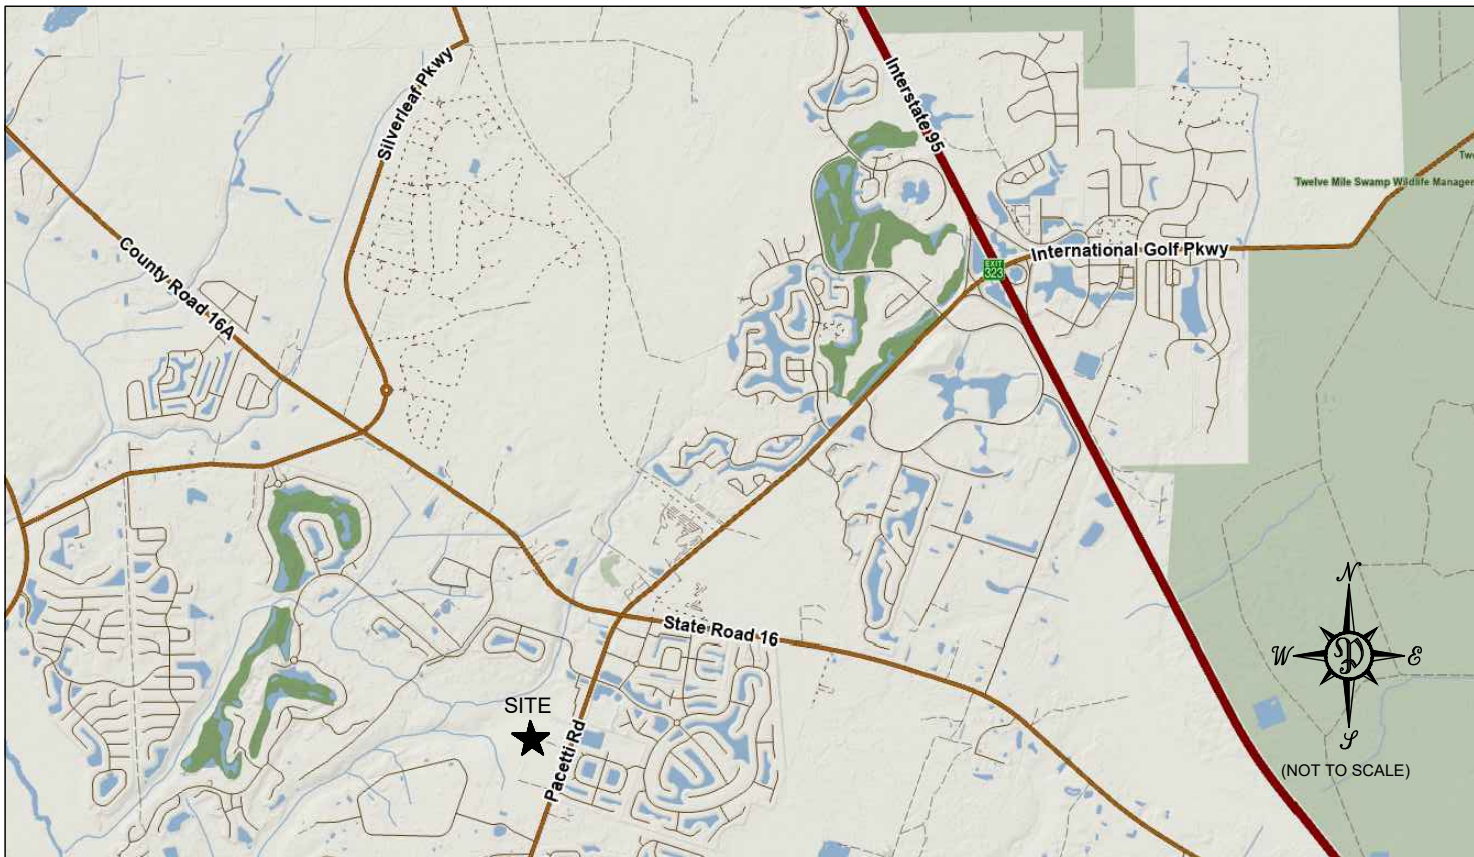 Silverleaf Pkwy
Interstate 95
Twe
Twelve Mile Swamp Wildlife Manager
County Road 16A
International Golf Pkwy
EXIT
323
State Road 16
N
W
E
S
SITE
Pacetti Rd
(NOT TO SCALE)